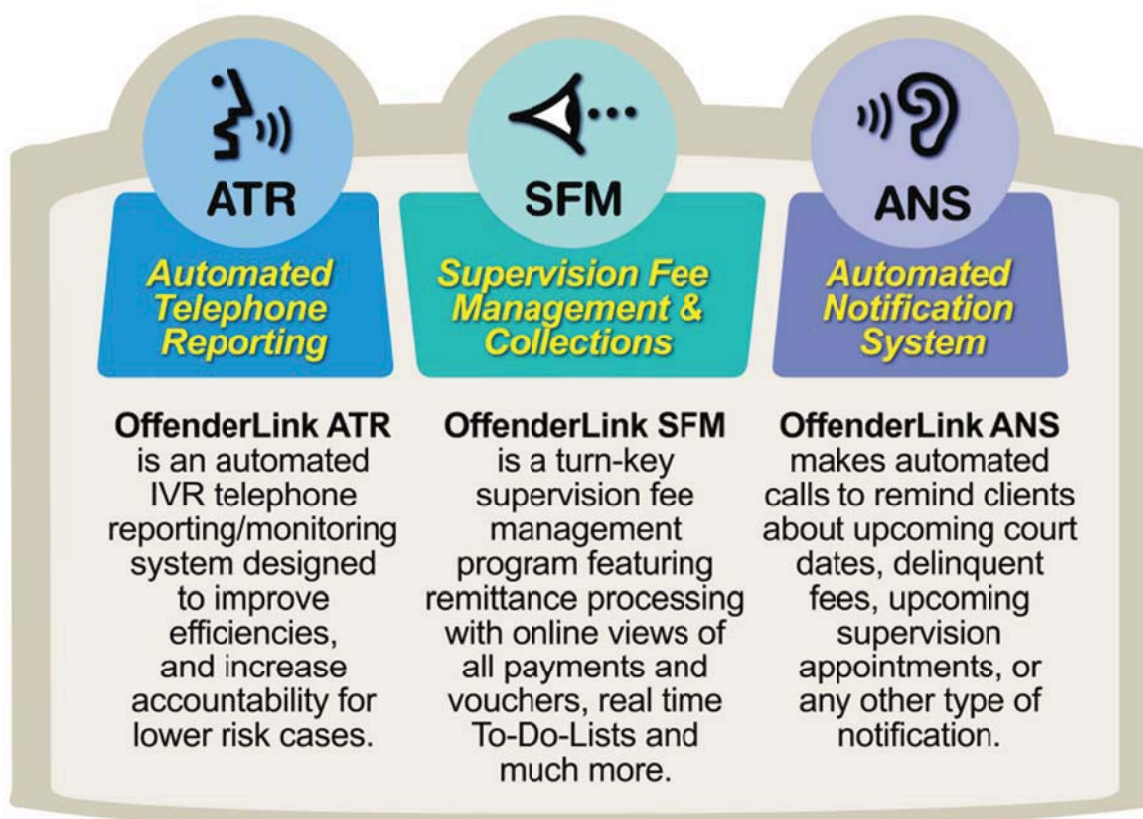 ATR
Automated
Telephone
Reporting
OffenderLink ATR
is an automated
IVR telephone
reporting/monitoring
system designed
to improve
efficiencies,
and increase
accountability for
lower risk cases.
SFM
Supervision Fee
Management &
Collections
OffenderLink SFM
is a turn-key
supervision fee
management
program featuring
remittance processing
with online views of
all payments and
vouchers, real time
To-Do-Lists and
much more.
ANS
Automated
Notification
System
OffenderLink ANS
makes automated
calls to remind clients
about upcoming court
dates, delinquent
fees, upcoming
supervision
appointments, or
any other type of
notification.